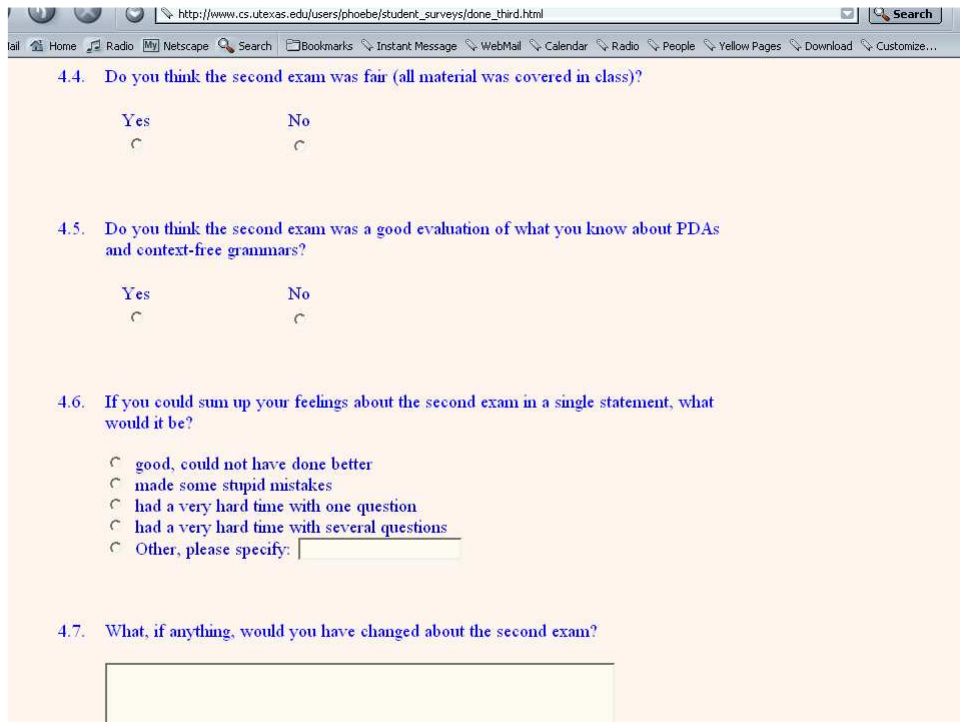 http://www.cs.utexas.edu/users/phoebe/student_surveys/done_third.html Search
Home Radio My Netscape Search Bookmarks Instant Message WebMail Calendar Radio People Yellow Pages Download Customize...
4.4. Do you think the second exam was fair (all material was covered in class)?
Yes No
4.5. Do you think the second exam was a good evaluation of what you know about PDAs
and context-free grammars?
Yes No
4.6. If you could sum up your feelings about the second exam in a single statement, what
would it be?
good, could not have done better
made some stupid mistakes
had a very hard time with one question
had a very hard time with several questions
Other, please specify:
4.7. What, if anything, would you have changed about the second exam?